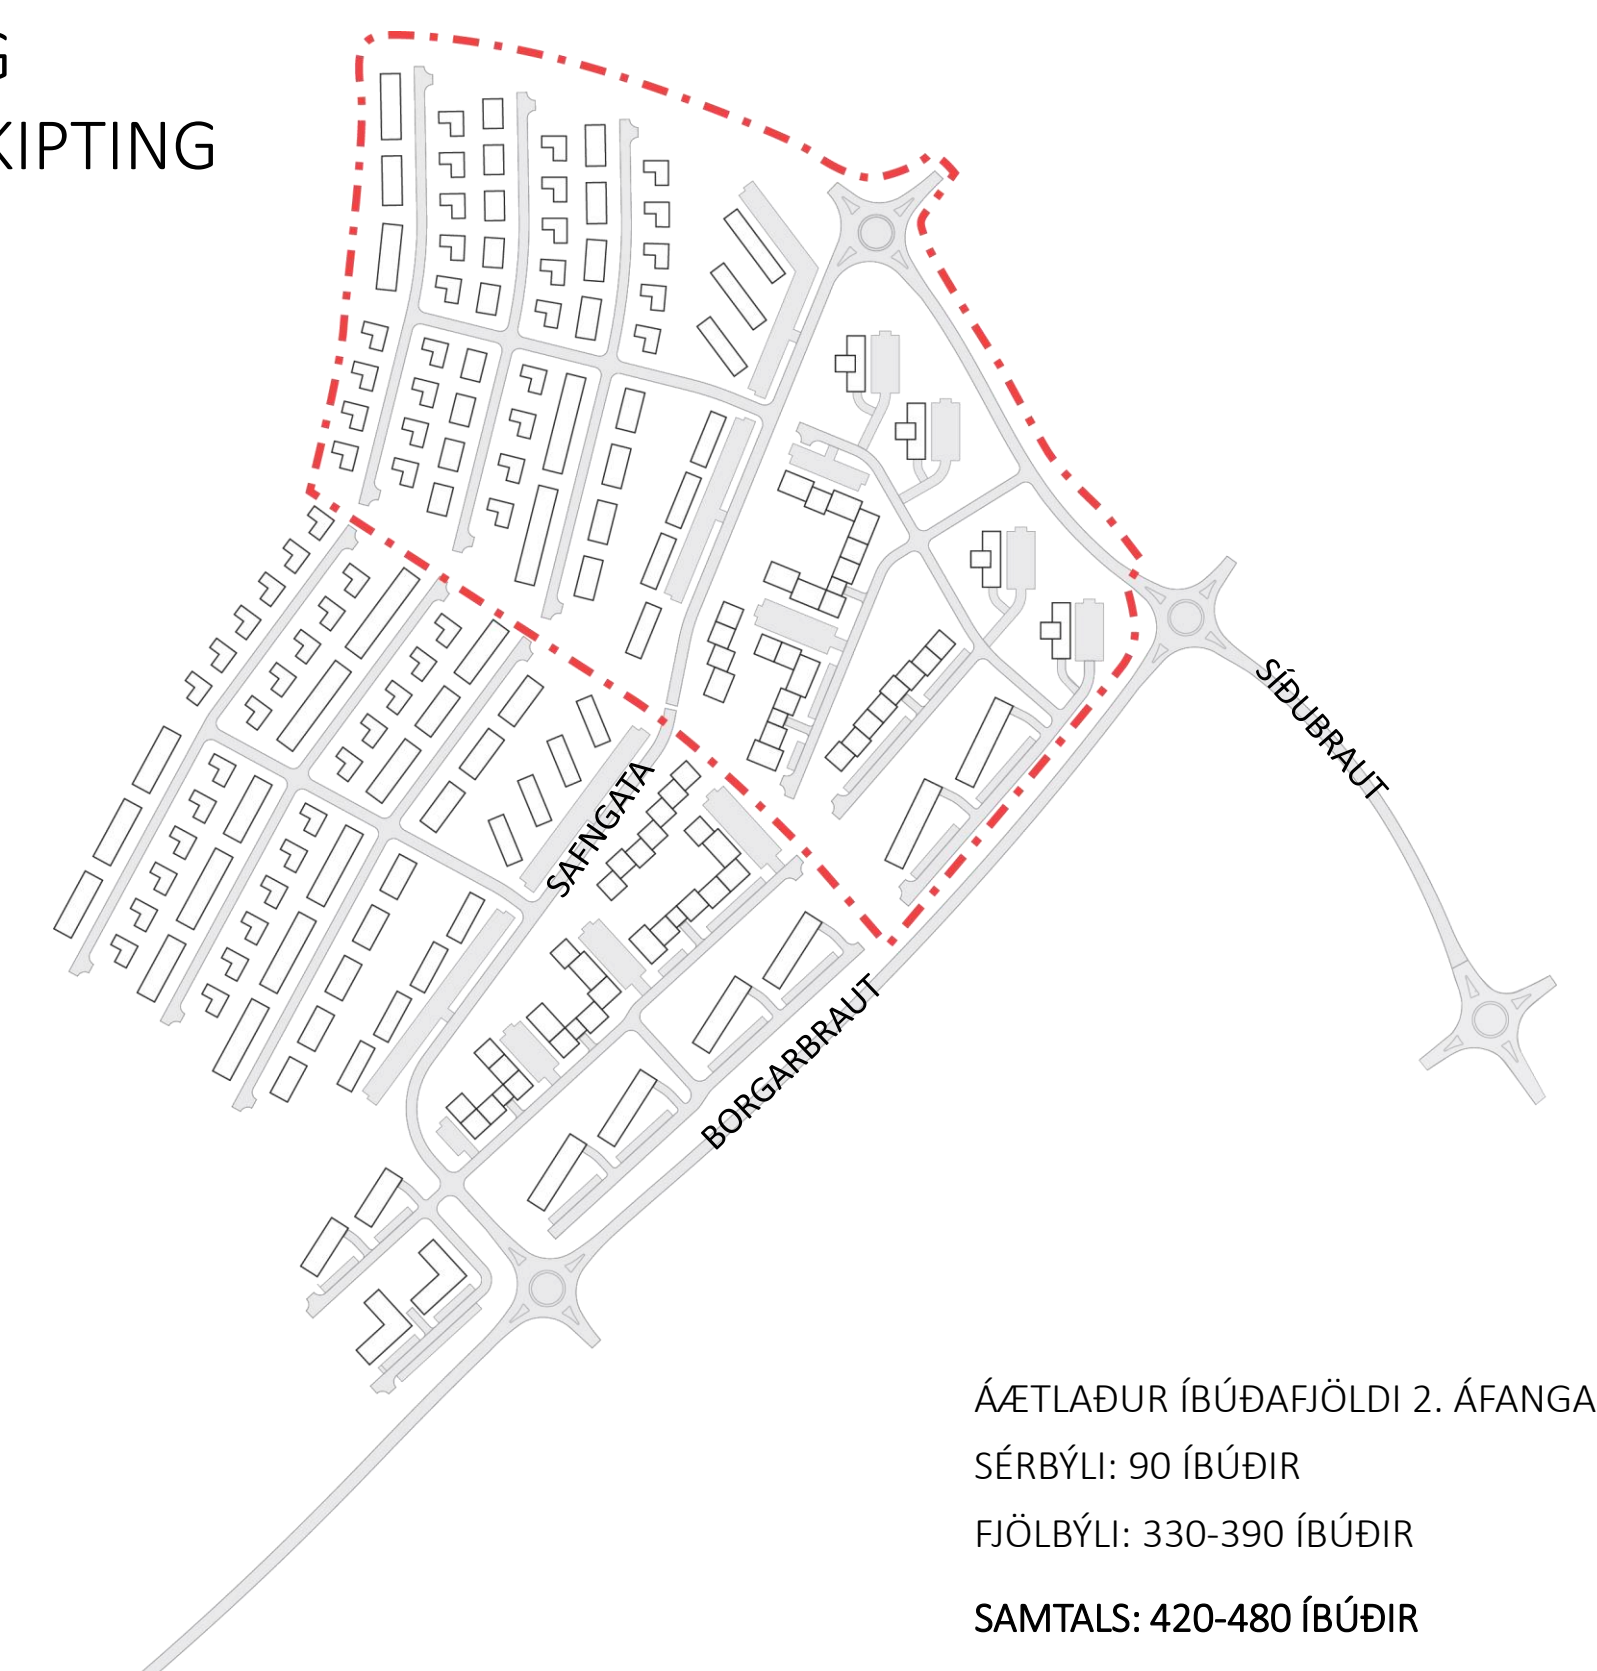 G
KIPTING
SÍÐUBRAUT
SAFNGATA
BORGARBRAUT
ÁÆTLAÐUR ÍBÚÐAFJÖLDI 2. ÁFANGA
SÉRBÝLI: 90 ÍBÚÐIR
FJÖLBÝLI: 330-390 ÍBÚÐIR
SAMTALS: 420-480 ÍBÚÐIR